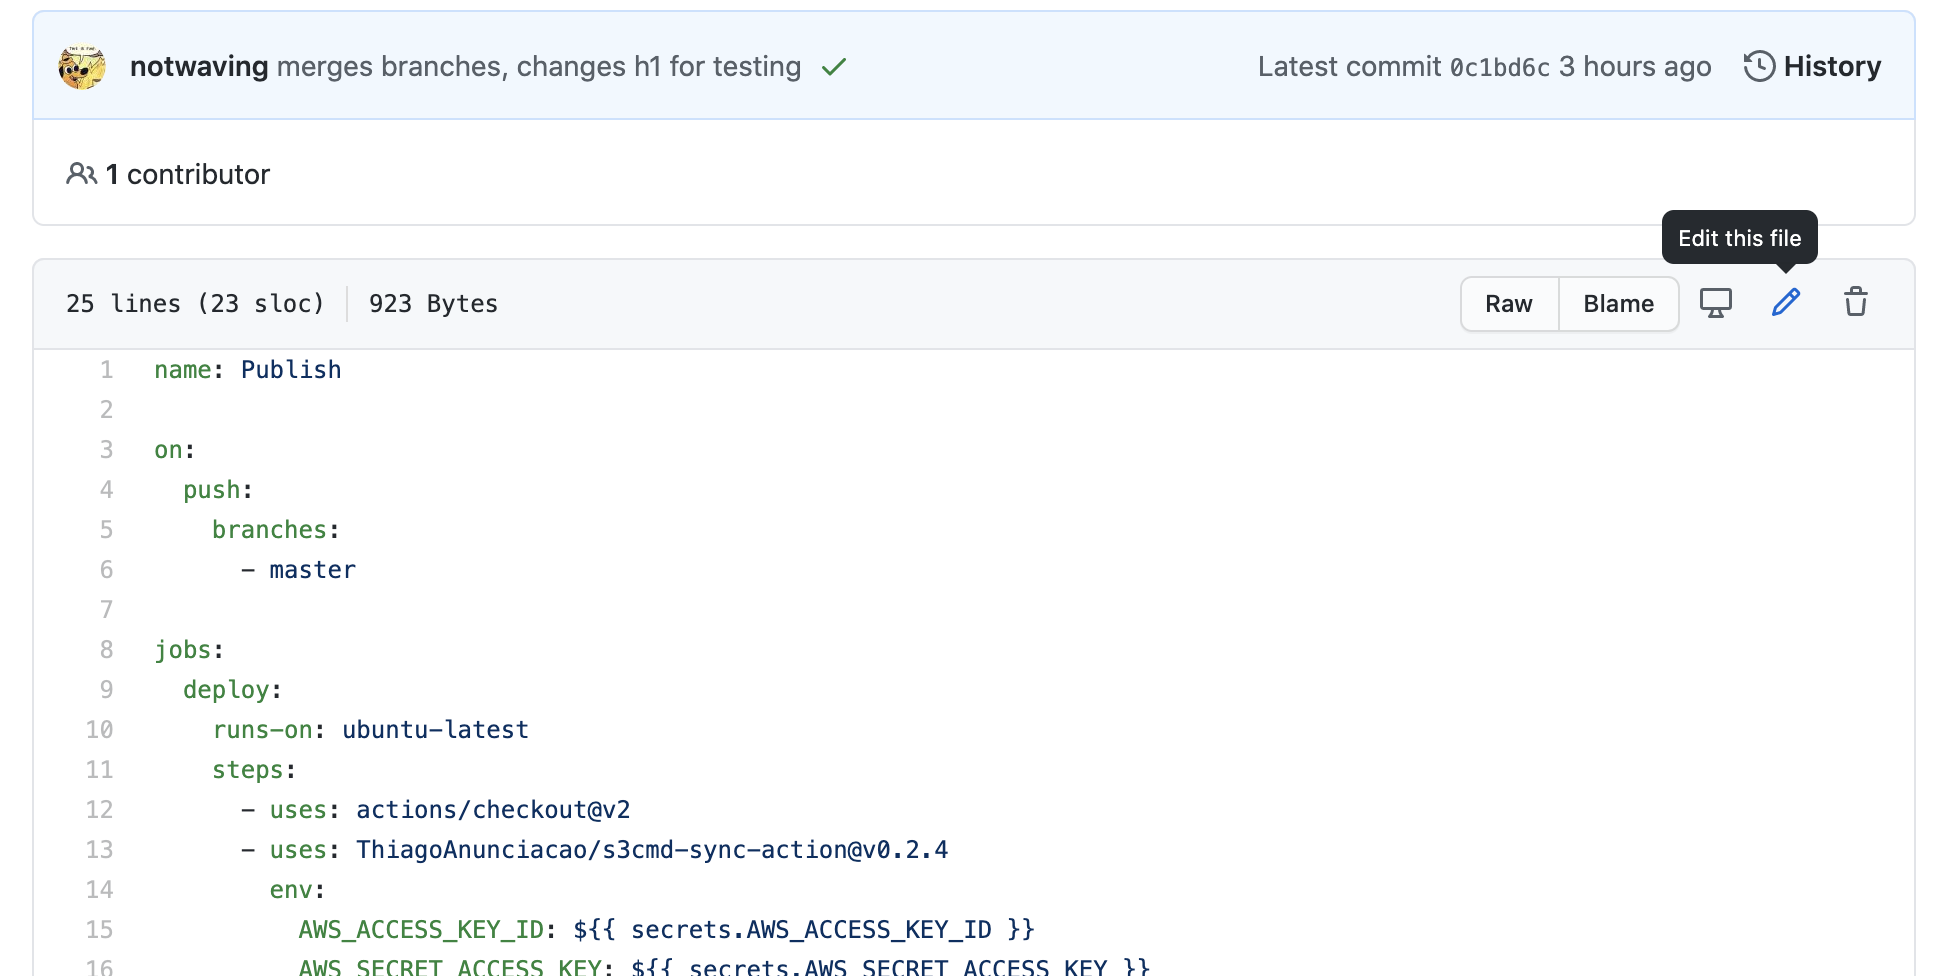 notwaving merges branches, changes h1 for testing
Latest commit 0c1bd6c 3 hours ago
History
1 contributor
Edit this file
25 lines (23 sloc)
923 Bytes
Raw
Blame
1 name: Publish
2
3 on:
4 push:
5 branches:
6 - master
7
8 jobs:
9 deploy:
10 runs-on: ubuntu-latest
11 steps:
12 - uses: actions/checkout@v2
13 - uses: ThiagoAnunciacao/s3cmd-sync-action@v0.2.4
14 env:
15 AWS_ACCESS_KEY_ID: ${{ secrets.AWS_ACCESS_KEY_ID }}
16 AWS_SECRET_ACCESS_KEY: ${{ secrets.AWS_SECRET_ACCESS_KEY }}